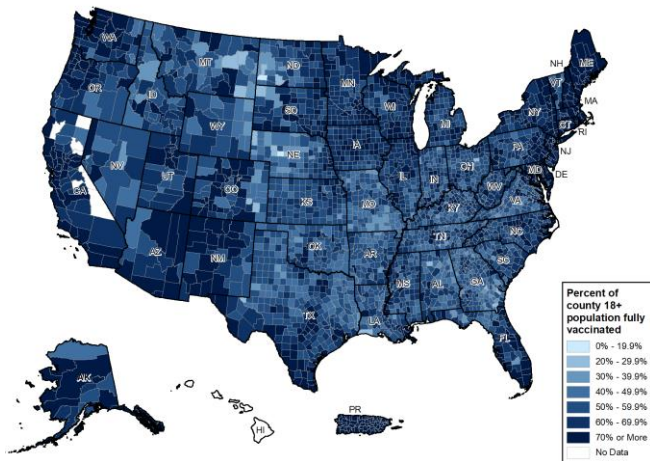 WA
MT
ND
MN
ME
NH
VT
OR
ID
SD
WI
NY
MA
WY
MI
CT
RI
IA
PA
NJ
NE
NV
UT
CO
IL
IN
OH
MD
DE
CA
KS
MO
WV
VA
KY
NC
TN
AZ
NM
OK
AR
SC
MS
AL
GA
TX
LA
FL
AK
HI
PR
Percent of
county 18+
population fully
vaccinated
0% - 19.9%
20% - 29.9%
30% - 39.9%
40% - 49.9%
50% - 59.9%
60% - 69.9%
70% or More
No Data